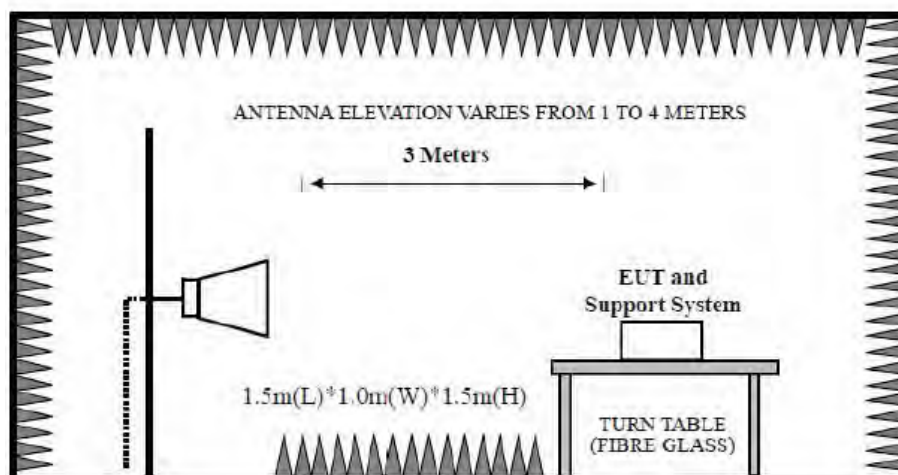 ANTENNA ELEVATION VARIES FROM 1 TO 4 METERS
3 Meters
EUT and
Support System
1.5m(L)*1.0m(W)*1.5m(H)
TURN TABLE
(FIBRE GLASS)